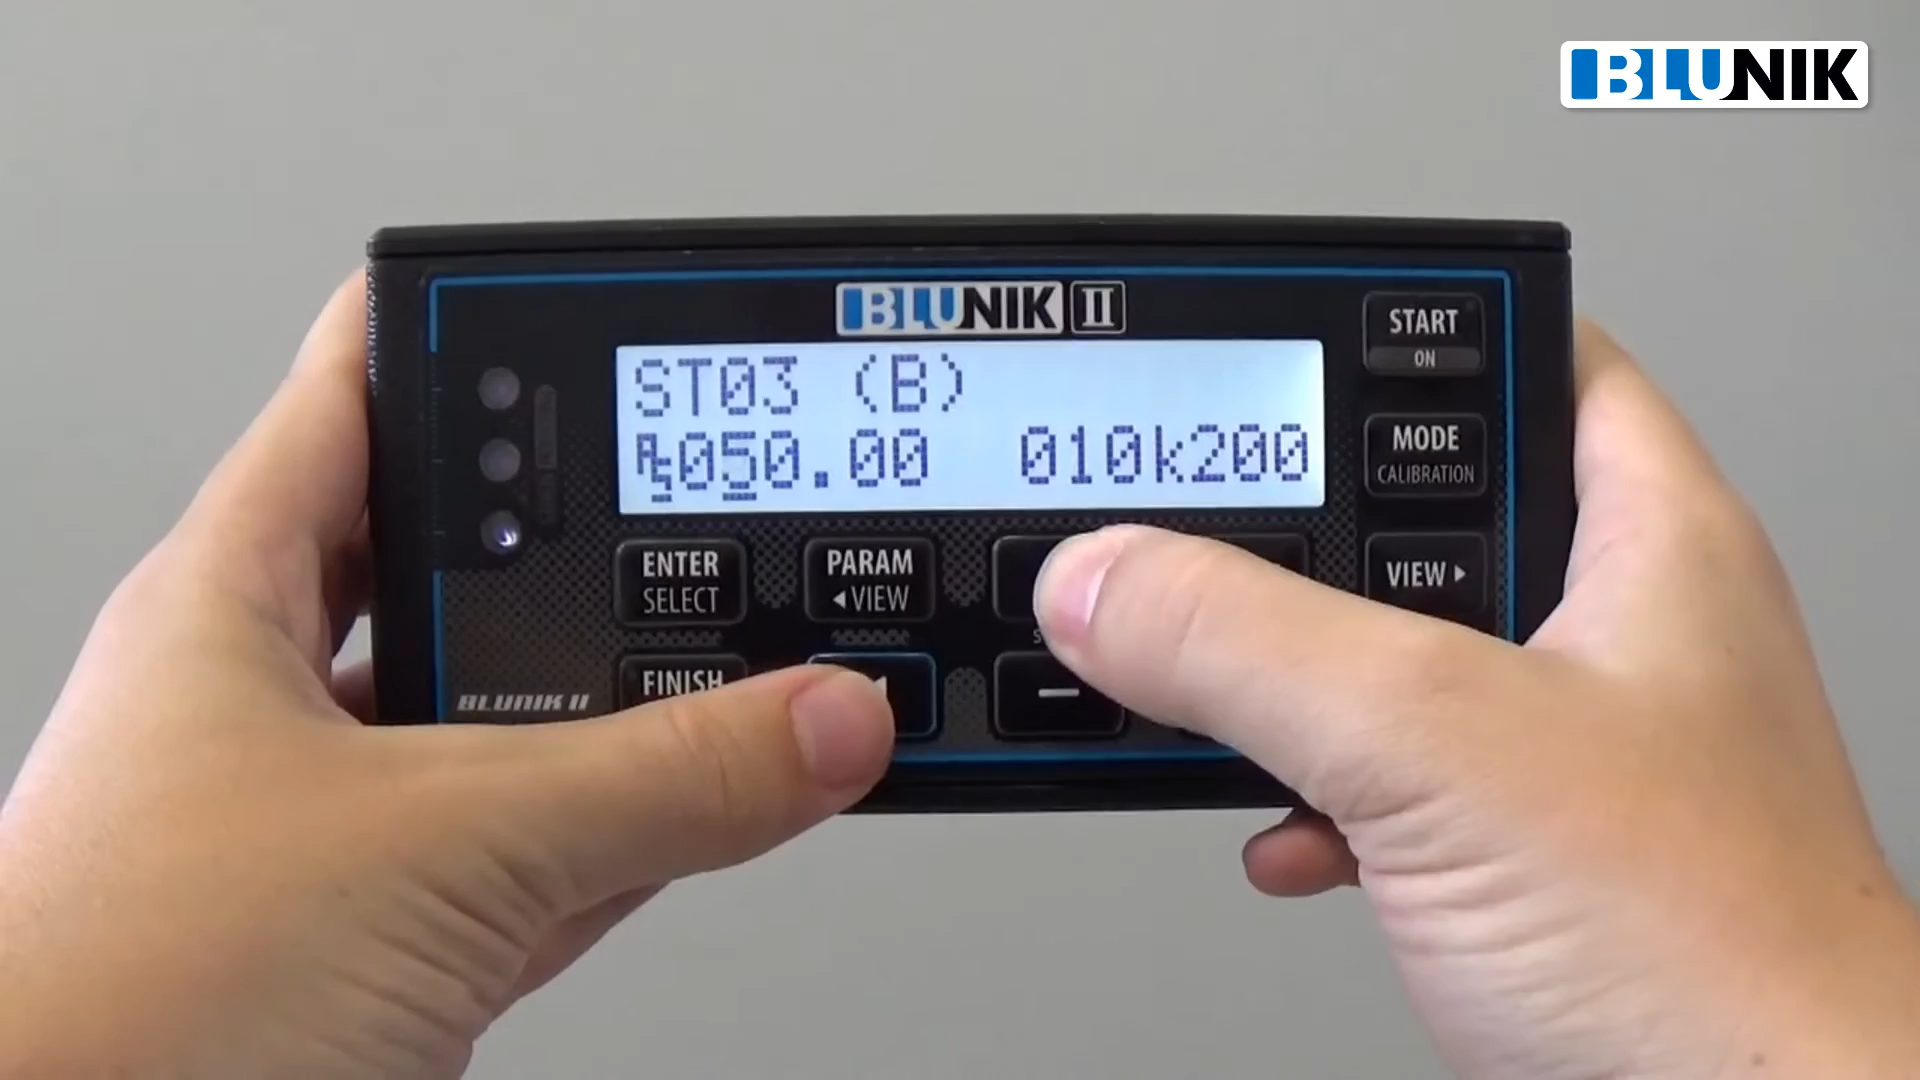 BLUNIK
BLUNIK II
START
ON
ST03 (B)
050.00 010k200
MODE
CALIBRATION
ENTER
SELECT
PARAM
◄VIEW
VIEW ►
FINISH
BLUNIK II